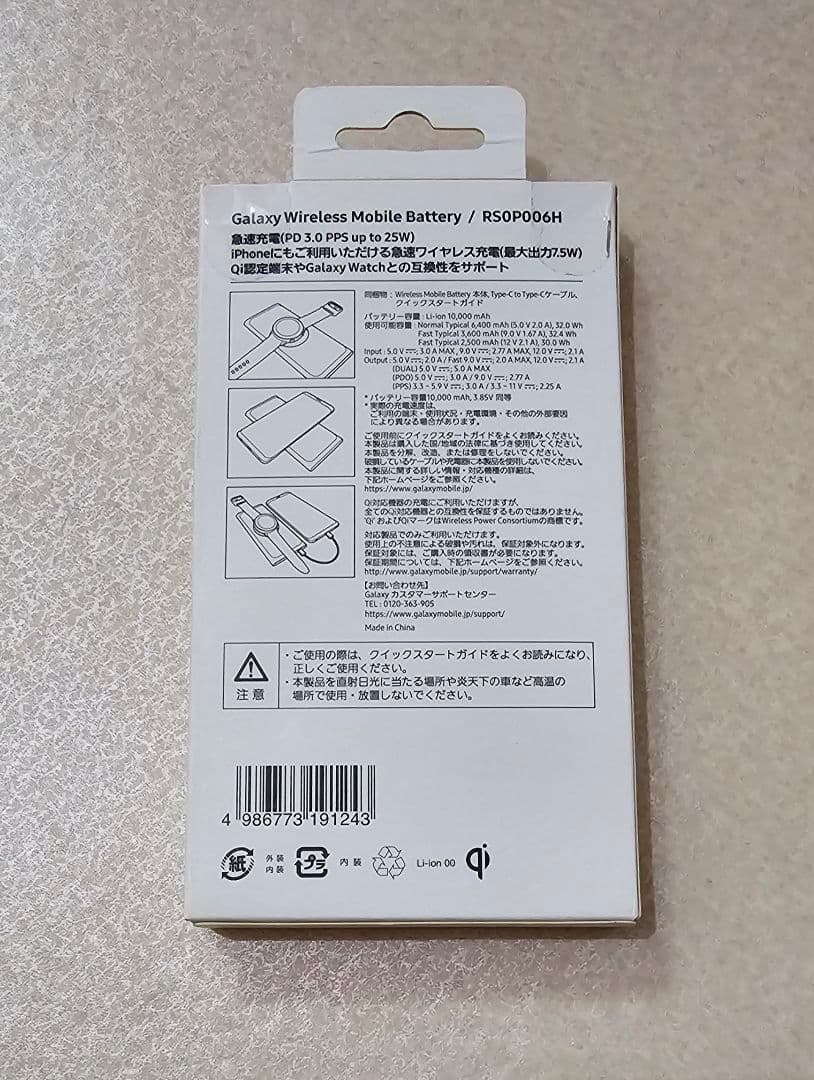 Galaxy Wireless Mobile Battery / RS0P006H
急速充電(PD 3.0 PPS up to 25W)
iPhoneにもご利用いただける急速ワイヤレス充電(最大出力7.5W)
Qi認定端末やGalaxy Watchとの互換性をサポート
同梱物 : Wireless Mobile Battery 本体, Type-C to Type-Cケーブル,
クイックスタートガイド
バッテリー容量 : Li-ion 10,000 mAh
使用可能容量 : Normal Typical 6,400 mAh (5.0 V 2.0 A), 32.0 Wh
Fast Typical 3,600 mAh (9.0 V 1.67 A), 32.4 Wh
Fast Typical 2,500 mAh (12 V 2.1 A), 30.0 Wh
Input : 5.0 V ⎓; 3.0 A MAX , 9.0 V ⎓; 2.77 A MAX, 12.0 V ⎓; 2.1 A
Output : 5.0 V ⎓; 2.0 A / Fast 9.0 V ⎓; 2.0 A MAX, 12.0 V ⎓; 2.1 A
(DUAL) 5.0 V ⎓; 5.0 A MAX
(PDO) 5.0 V ⎓; 3.0 A / 9.0 V ⎓; 2.77 A
(PPS) 3.3 ~ 5.9 V ⎓; 3.0 A / 3.3 ~ 11 V ⎓; 2.25 A
* バッテリー容量10,000 mAh, 3.85V 同等
* 実際の充電速度は、
ご利用の端末・使用状況・充電環境・その他の外部要因
により異なる場合があります。
ご使用前にクイックスタートガイドをよくお読みください。
本製品は購入した国/地域の法律に基づき使用してください。
本製品を分解、改造、または修理をしないでください。
破損しているケーブルや充電器に本製品を使用しないでください。
本製品に関する詳しい情報・対応機種の詳細は、
下記ホームページをご参照ください。
https://www.galaxymobile.jp/
Qi対応機器の充電にご利用いただけますが、
全てのQi対応機器との互換性を保証するものではありません。
'Qi' およびQiマークはWireless Power Consortiumの商標です。
対応製品でのみご利用いただけます。
使用上の不注意による破損や汚れは、保証対象外になります。
保証対象には、ご購入時の領収書が必要になります。
保証期間については、下記ホームページをご参照ください。
http://www.galaxymobile.jp/support/warranty/
【お問い合わせ先】
Galaxy カスタマーサポートセンター
TEL : 0120-363-905
https://www.galaxymobile.jp/support/
Made in China
注意
・ご使用の際は、クイックスタートガイドをよくお読みになり、
正しくご使用ください。
・本製品を直射日光に当たる場所や炎天下の車など高温の
場所で使用・放置しないでください。
4 986773 191243
紙 外装 内装 プラ 内装 Li-ion 00 qi